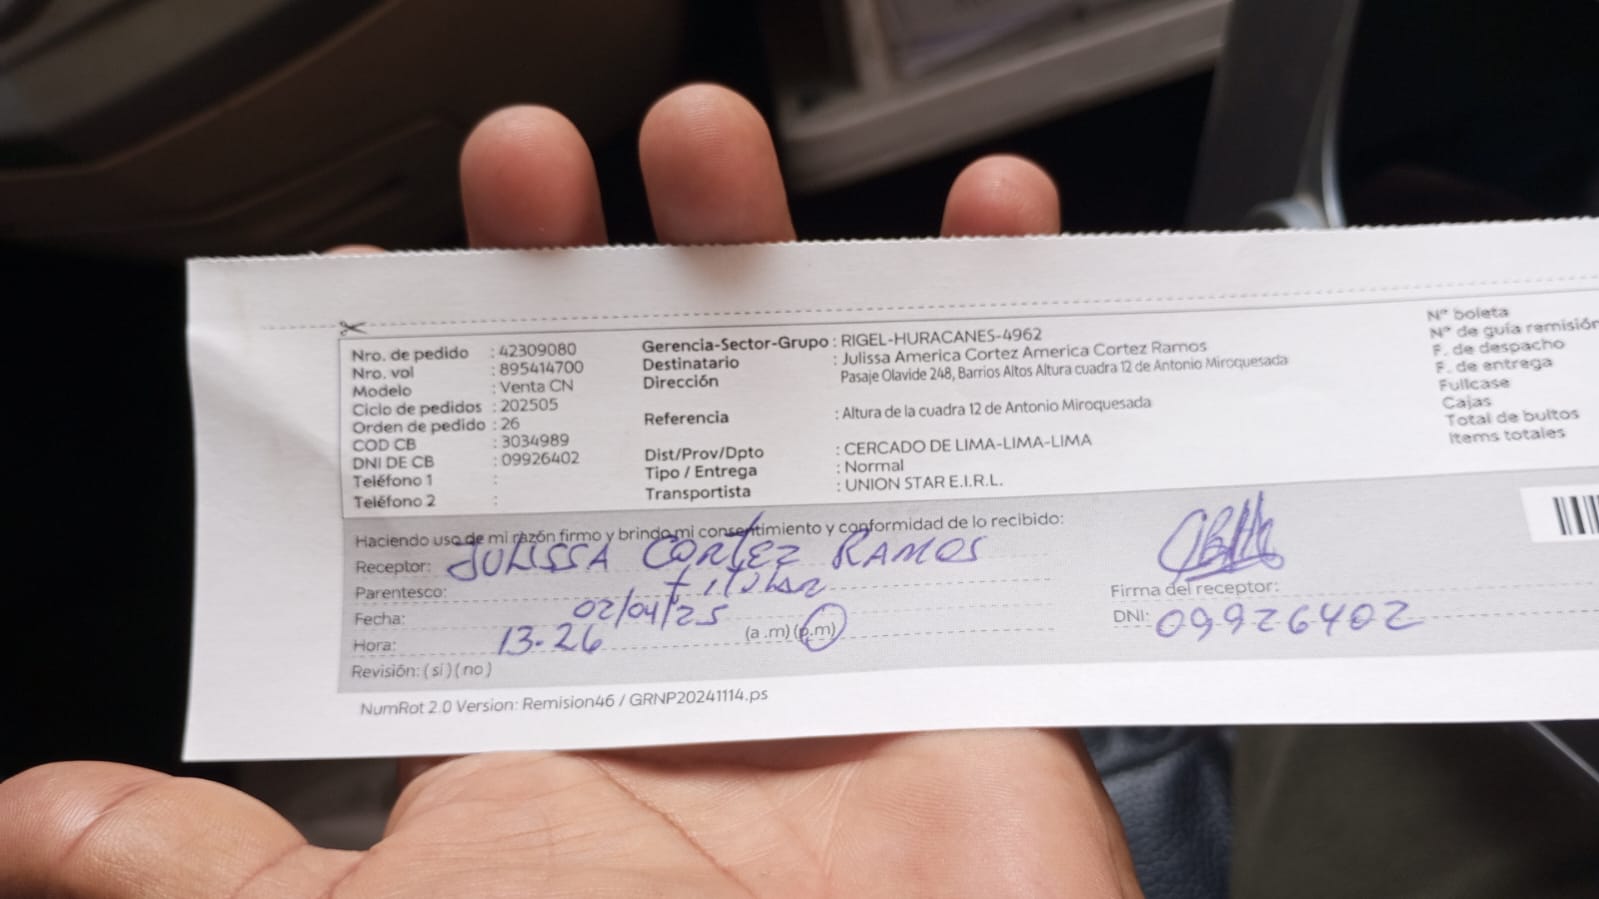 Nro. de pedido : 42309080
Nro. vol : 895414700
Modelo : Venta CN
Ciclo de pedidos : 202505
Orden de pedido : 26
COD CB : 3034989
DNI DE CB : 09926402
Teléfono 1 :
Teléfono 2 :
Gerencia-Sector-Grupo : RIGEL-HURACANES-4962
Destinatario : Julissa America Cortez America Cortez Ramos
Dirección Pasaje Olavide 248, Barrios Altos Altura cuadra 12 de Antonio Miroquesada
Referencia : Altura de la cuadra 12 de Antonio Miroquesada
Dist/Prov/Dpto : CERCADO DE LIMA-LIMA-LIMA
Tipo / Entrega : Normal
Transportista : UNION STAR E.I.R.L.
N° boleta
N° de guía remisión
F. de despacho
F. de entrega
Fullcase
Cajas
Total de bultos
Items totales
Haciendo uso de mi razón firmo y brindo mi consentimiento y conformidad de lo recibido:
Receptor: JULISSA CORTEZ RAMOS
Parentesco: titular
Fecha: 02/04/25
Hora: 13.26 (a.m) (p.m)
Revisión: (si) (no)
Firma del receptor:
DNI: 09926402
NumRot 2.0 Version: Remision46 / GRNP20241114.ps